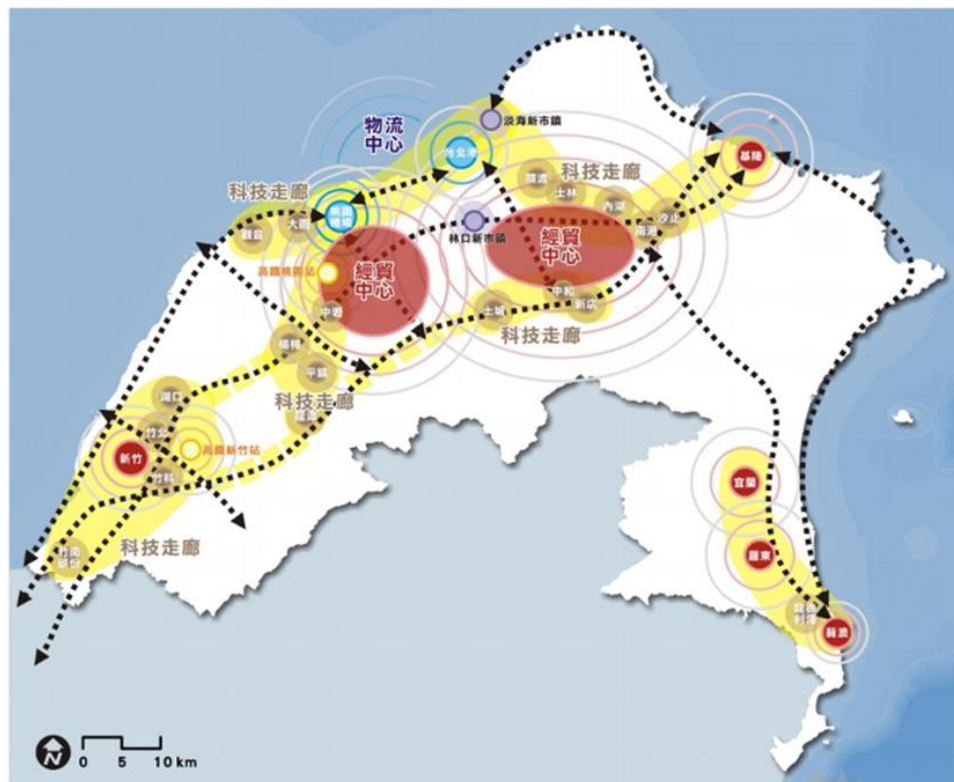 物流
中心
台北港
淡海新市鎮
基隆
科技走廊
科技走廊
關渡
士林
內湖
汐止
南港
觀音
大園
桃園
機場
林口新市鎮
經貿
中心
經貿
中心
高鐵桃園站
中壢
土城
中和
新店
科技走廊
楊梅
平鎮
科技走廊
湖口
竹北
新竹
高鐵新竹站
竹科
科技走廊
竹南
頭份
宜蘭
羅東
龍德
利澤
蘇澳
N
0 5 10 km